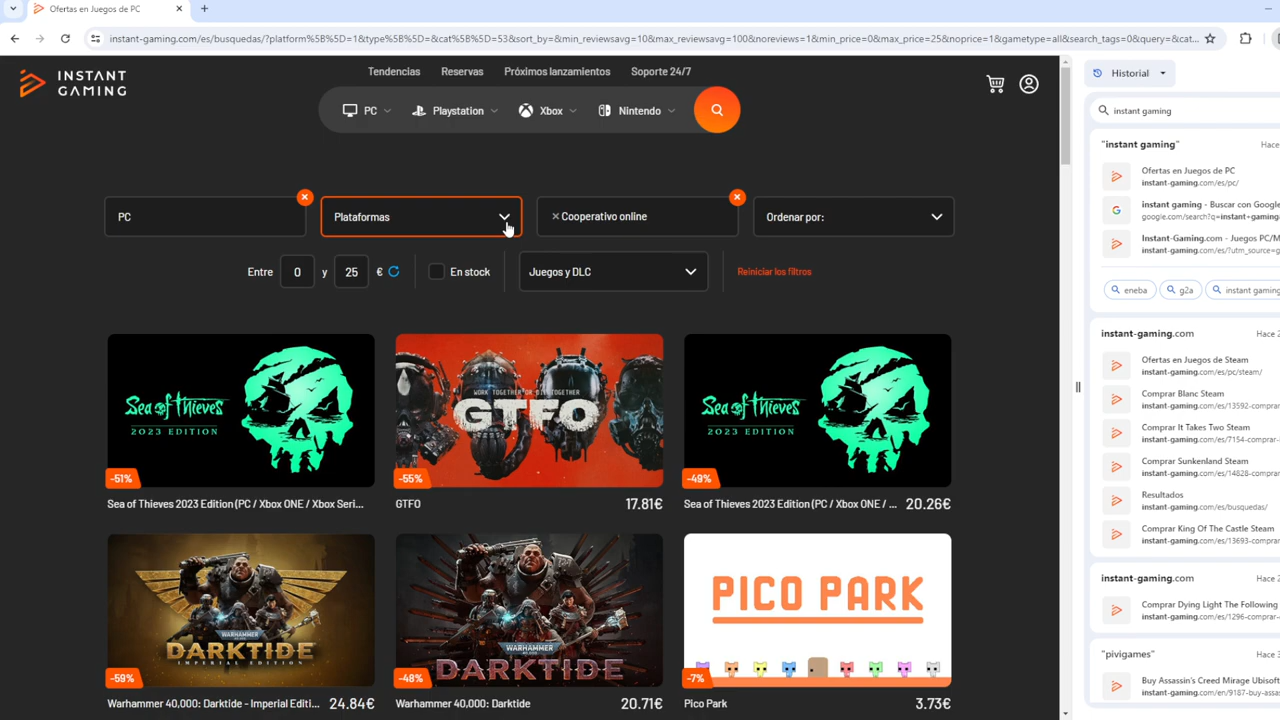 Ofertas en Juegos de PC
instant-gaming.com/es/busquedas/?platform%5B%5D=1&type%5B%5D=&cat%5B%5D=53&sort_by=&min_reviewsavg=10&max_reviewsavg=100&noreviews=1&min_price=0&max_price=25&noprice=1&gametype=all&search_tags=0&query=&cat...
INSTANT
GAMING
Tendencias Reservas Próximos lanzamientos Soporte 24/7
PC Playstation Xbox Nintendo
PC Plataformas × Cooperativo online Ordenar por:
Entre 0 y 25 € En stock Juegos y DLC Reiniciar los filtros
Sea of Thieves
2023 EDITION
-51%
Sea of Thieves 2023 Edition (PC / Xbox ONE / Xbox Seri...
WORK TOGETHER OR DIE TOGETHER
GTFO
-55%
GTFO 17.81€
Sea of Thieves
2023 EDITION
-49%
Sea of Thieves 2023 Edition (PC / Xbox ONE / ... 20.26€
WARHAMMER
40,000
DARKTIDE
IMPERIAL EDITION
-59%
Warhammer 40,000: Darktide - Imperial Editi... 24.84€
WARHAMMER
40,000
DARKTIDE
-48%
Warhammer 40,000: Darktide 20.71€
PICO PARK
-7%
Pico Park 3.73€
Historial
instant gaming
"instant gaming" Hace
Ofertas en Juegos de PC
instant-gaming.com/es/pc/
instant gaming - Buscar con Google
google.com/search?q=instant+gaming
Instant-Gaming.com - Juegos PC/M
instant-gaming.com/es/?utm_source=g
eneba g2a instant gaming
instant-gaming.com Hace 2
Ofertas en Juegos de Steam
instant-gaming.com/es/pc/steam/
Comprar Blanc Steam
instant-gaming.com/es/13592-comprar-
Comprar It Takes Two Steam
instant-gaming.com/es/7154-comprar-
Comprar Sunkenland Steam
instant-gaming.com/es/14828-comprar
Resultados
instant-gaming.com/es/busquedas/
Comprar King Of The Castle Steam
instant-gaming.com/es/13693-comprar
instant-gaming.com Hace 2
Comprar Dying Light The Following
instant-gaming.com/es/1296-comprar-
"pivigames" Hace 3
Buy Assassin's Creed Mirage Ubisoft
instant-gaming.com/en/9187-buy-assa